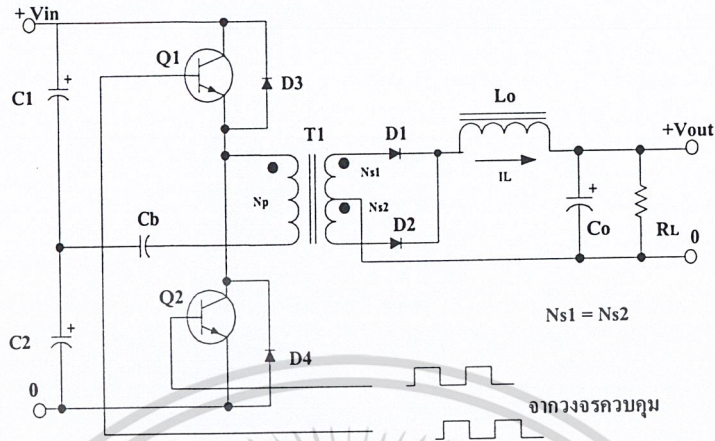 + Vin
Q1
D3
C1
T1
D1
Lo
+Vout
Ns1
IL
Np
Ns2
Cb
D2
Co
RL
0
Q2
Ns1 = Ns2
C2
D4
0
จากวงจรควบคุม